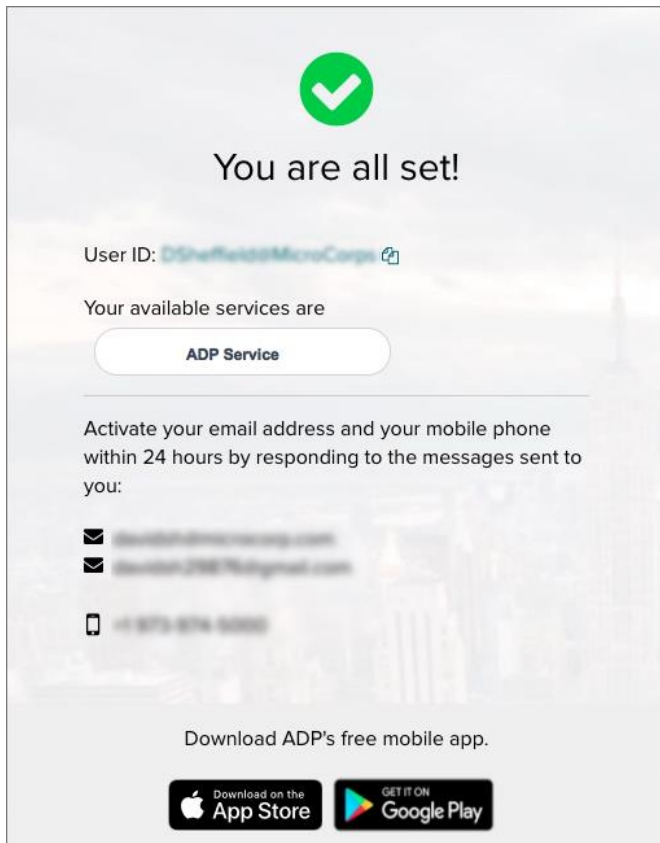 You are all set!
User ID:
Your available services are
ADP Service
Activate your email address and your mobile phone
within 24 hours by responding to the messages sent to
you:
Download ADP's free mobile app.
Download on the
App Store
GET IT ON
Google Play